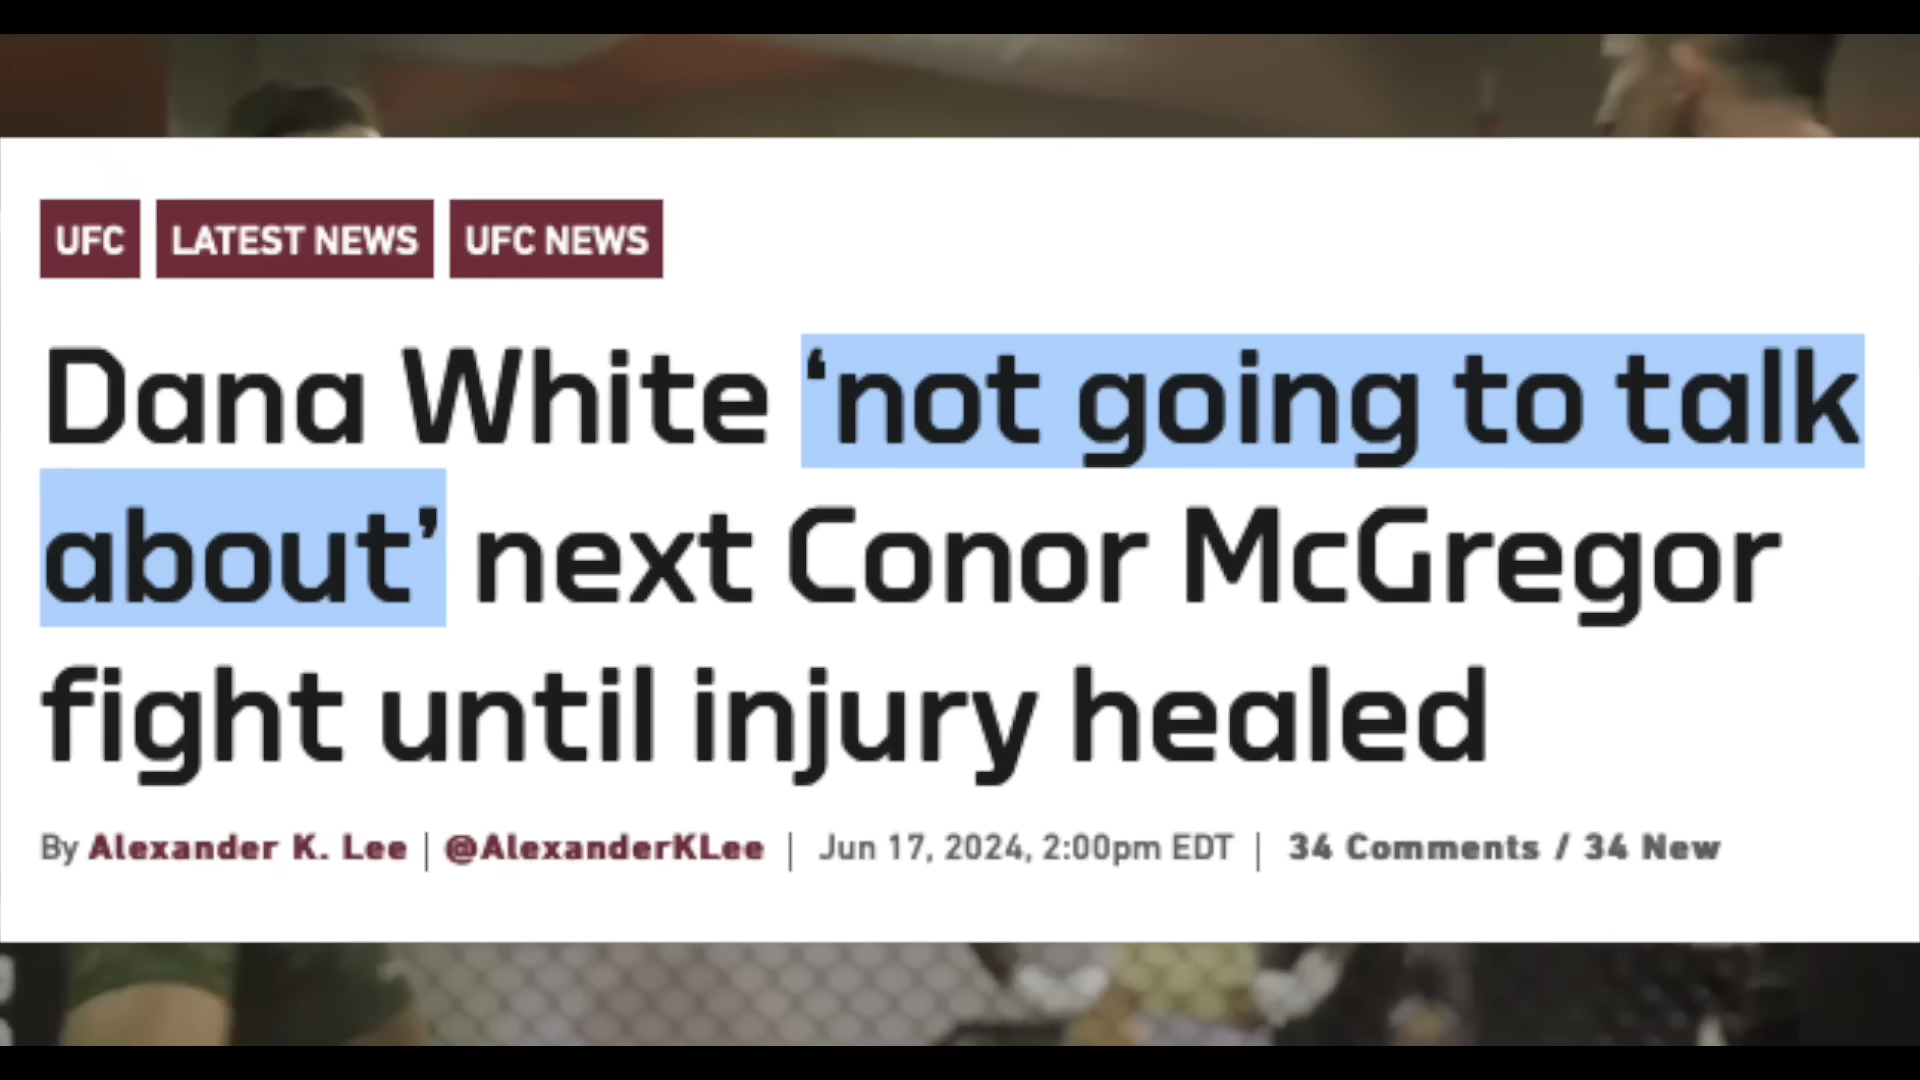 UFC LATEST NEWS UFC NEWS
Dana White ‘not going to talk
about’ next Conor McGregor
fight until injury healed
By Alexander K. Lee | @AlexanderKLee | Jun 17, 2024, 2:00pm EDT | 34 Comments / 34 New